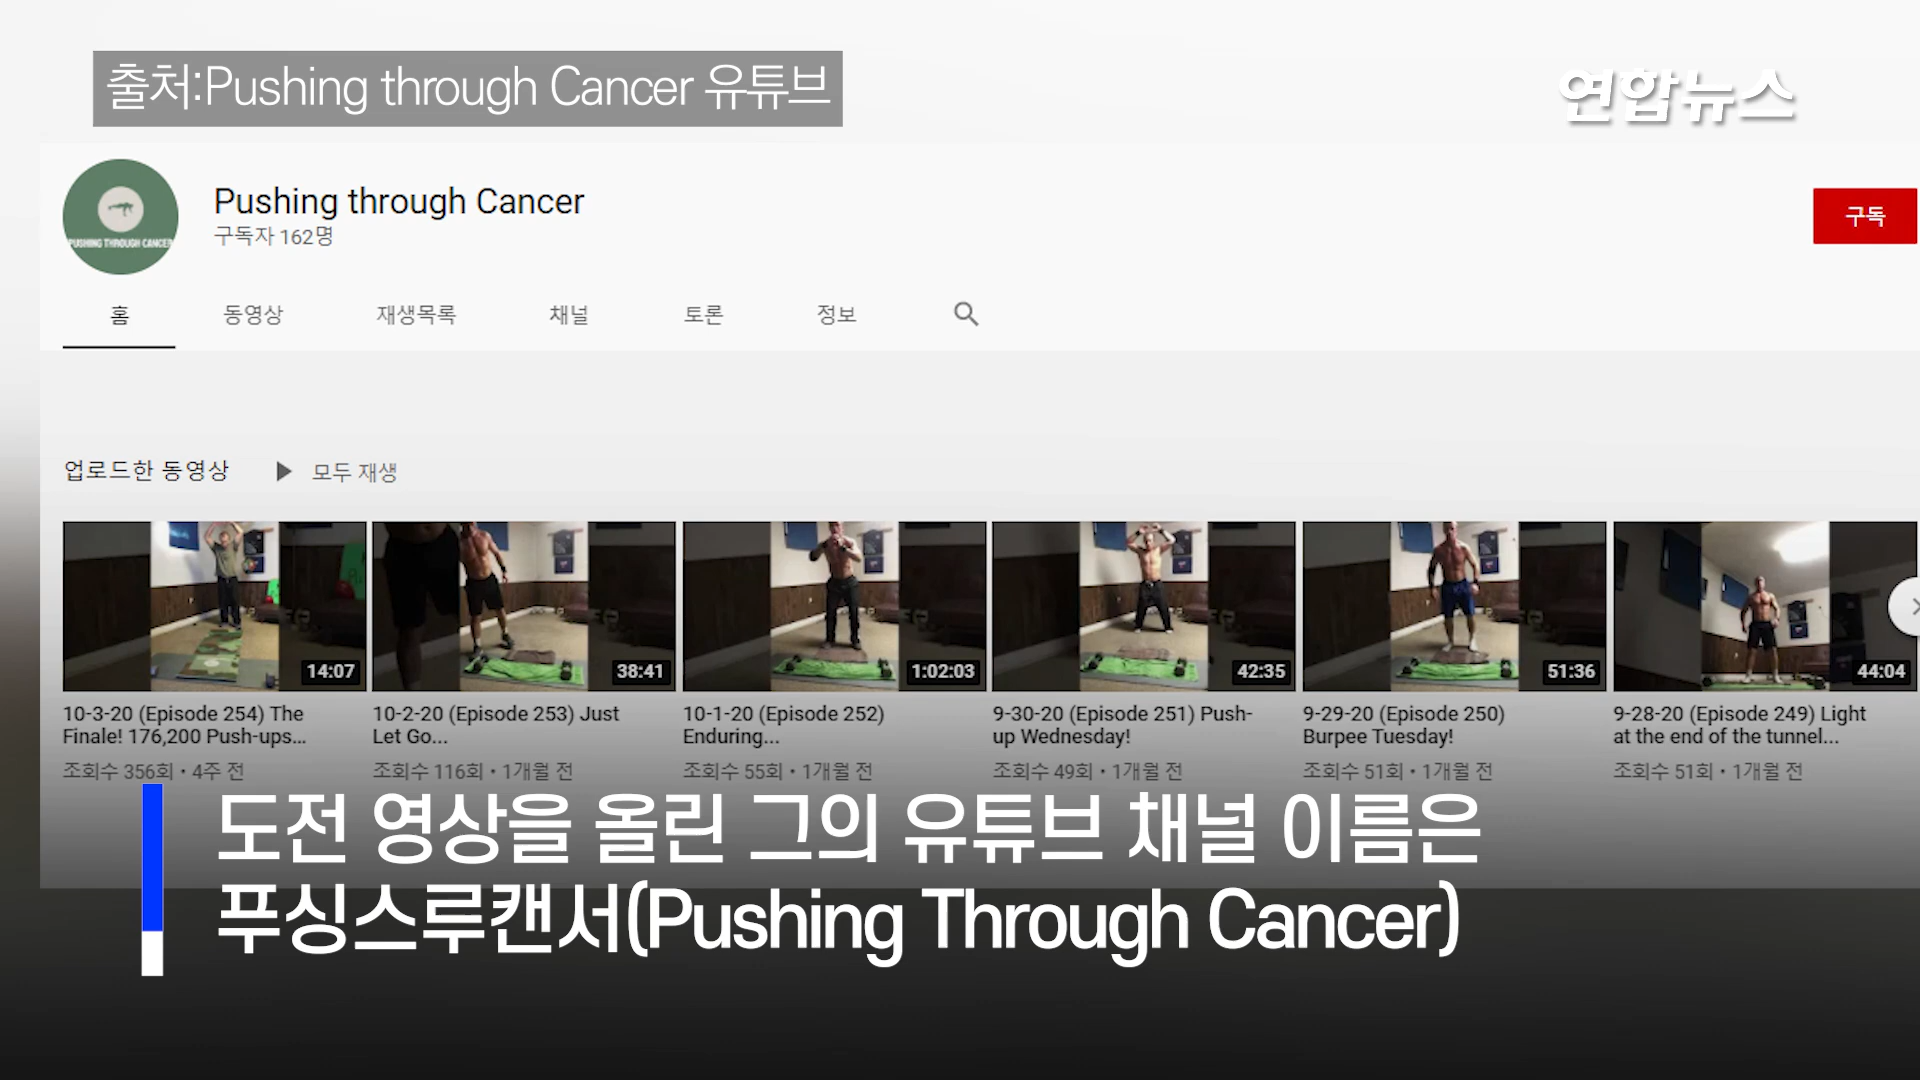 출처:Pushing through Cancer 유튜브
연합뉴스
PUSHING THROUGH CANCER
Pushing through Cancer
구독자 162명
구독
홈 동영상 재생목록 채널 토론 정보
업로드한 동영상 모두 재생
14:07 38:41 1:02:03 42:35 51:36 44:04
10-3-20 (Episode 254) The
Finale! 176,200 Push-ups...
조회수 356회 • 4주 전
10-2-20 (Episode 253) Just
Let Go...
조회수 116회 • 1개월 전
10-1-20 (Episode 252)
Enduring...
조회수 55회 • 1개월 전
9-30-20 (Episode 251) Push-
up Wednesday!
조회수 49회 • 1개월 전
9-29-20 (Episode 250)
Burpee Tuesday!
조회수 51회 • 1개월 전
9-28-20 (Episode 249) Light
at the end of the tunnel...
조회수 51회 • 1개월 전
도전 영상을 올린 그의 유튜브 채널 이름은
푸싱스루캔서(Pushing Through Cancer)